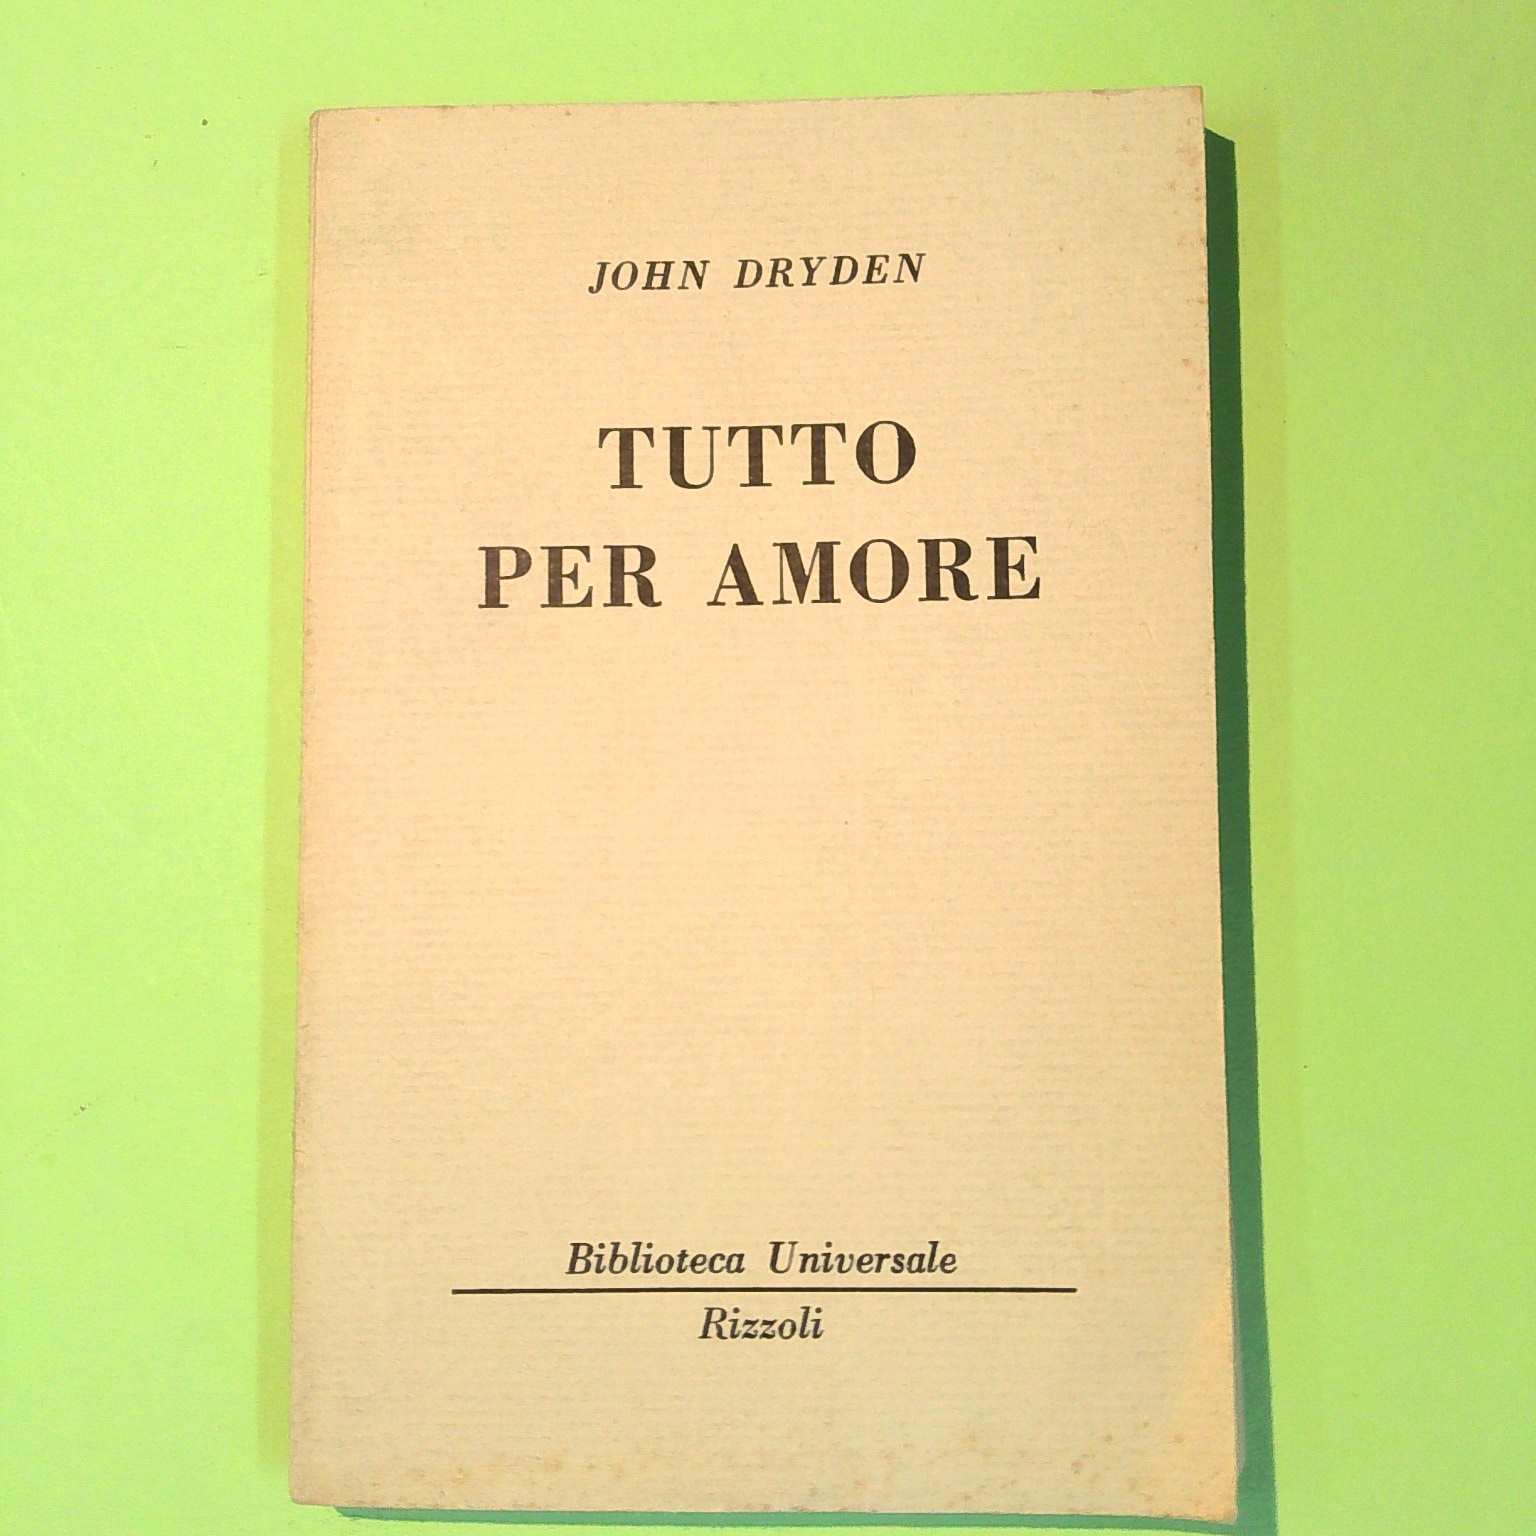 JOHN DRYDEN
TUTTO
PER AMORE
Biblioteca Universale
Rizzoli